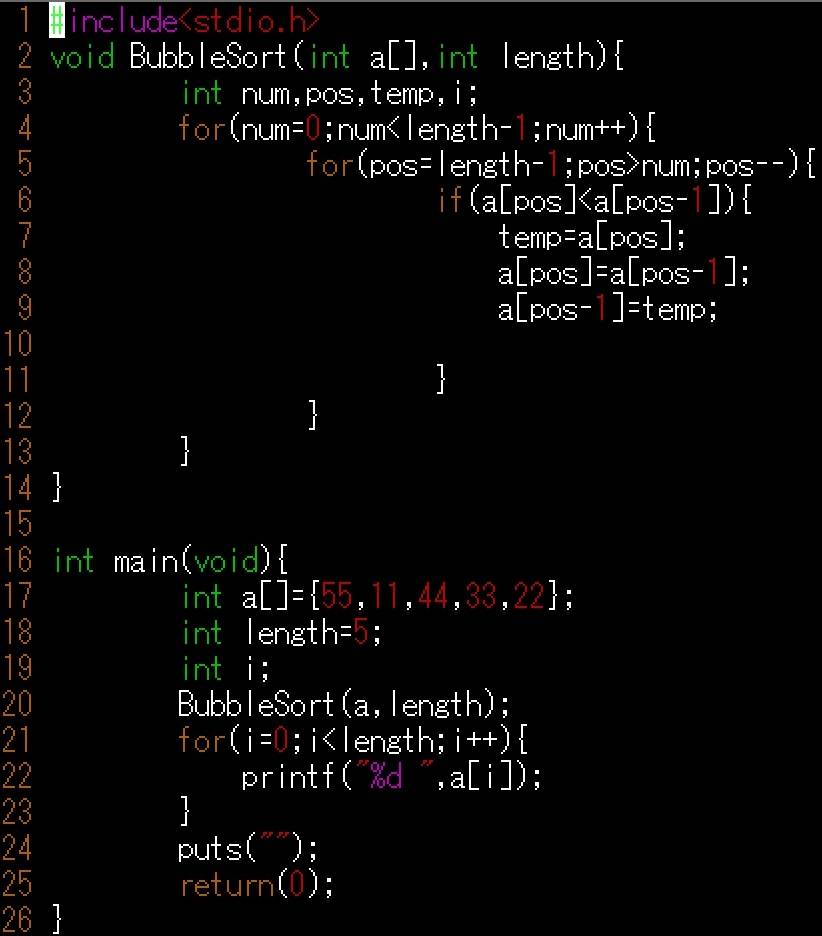 1 #include<stdio.h>
2 void BubbleSort(int a[],int length){
3         int num,pos,temp,i;
4         for(num=0;num<length-1;num++){
5                 for(pos=length-1;pos>num;pos--){
6                         if(a[pos]<a[pos-1]){
7                             temp=a[pos];
8                             a[pos]=a[pos-1];
9                             a[pos-1]=temp;
10
11                         }
12                 }
13         }
14 }
15
16 int main(void){
17         int a[]={55,11,44,33,22};
18         int length=5;
19         int i;
20         BubbleSort(a,length);
21         for(i=0;i<length;i++){
22             printf("%d ",a[i]);
23         }
24         puts("");
25         return(0);
26 }